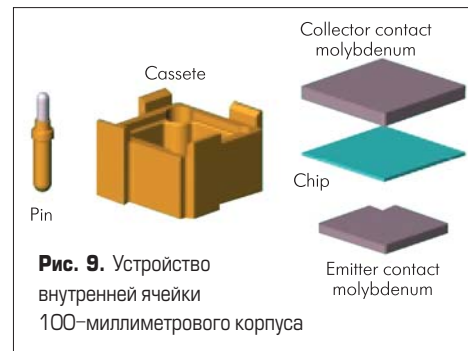 Collector contact
molybdenum
Cassete
Chip
Pin
Emitter contact
molybdenum
Рис. 9. Устройство
внутренней ячейки
100–миллиметрового корпуса